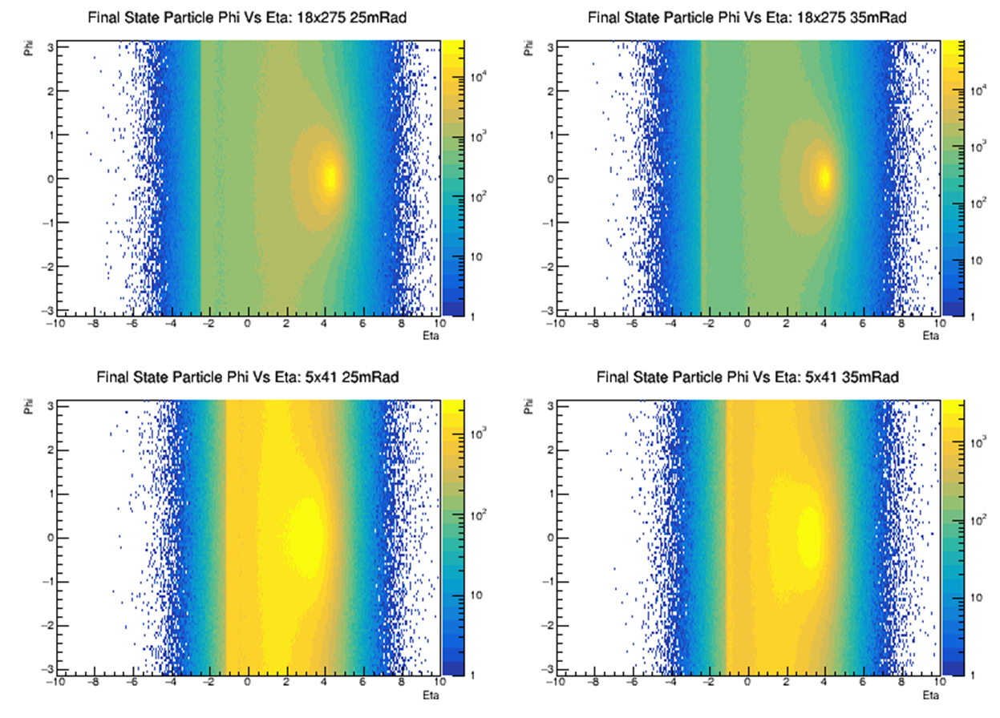 Final State Particle Phi Vs Eta: 18x275 25mRad
Phi
3
2
1
0
−1
−2
−3
−10 −8 −6 −4 −2 0 2 4 6 8 10
Eta
10^4
10^3
10^2
10
1
Final State Particle Phi Vs Eta: 18x275 35mRad
Phi
3
2
1
0
−1
−2
−3
−10 −8 −6 −4 −2 0 2 4 6 8 10
Eta
10^4
10^3
10^2
10
1
Final State Particle Phi Vs Eta: 5x41 25mRad
Phi
3
2
1
0
−1
−2
−3
−10 −8 −6 −4 −2 0 2 4 6 8 10
Eta
10^3
10^2
10
1
Final State Particle Phi Vs Eta: 5x41 35mRad
Phi
3
2
1
0
−1
−2
−3
−10 −8 −6 −4 −2 0 2 4 6 8 10
Eta
10^3
10^2
10
1